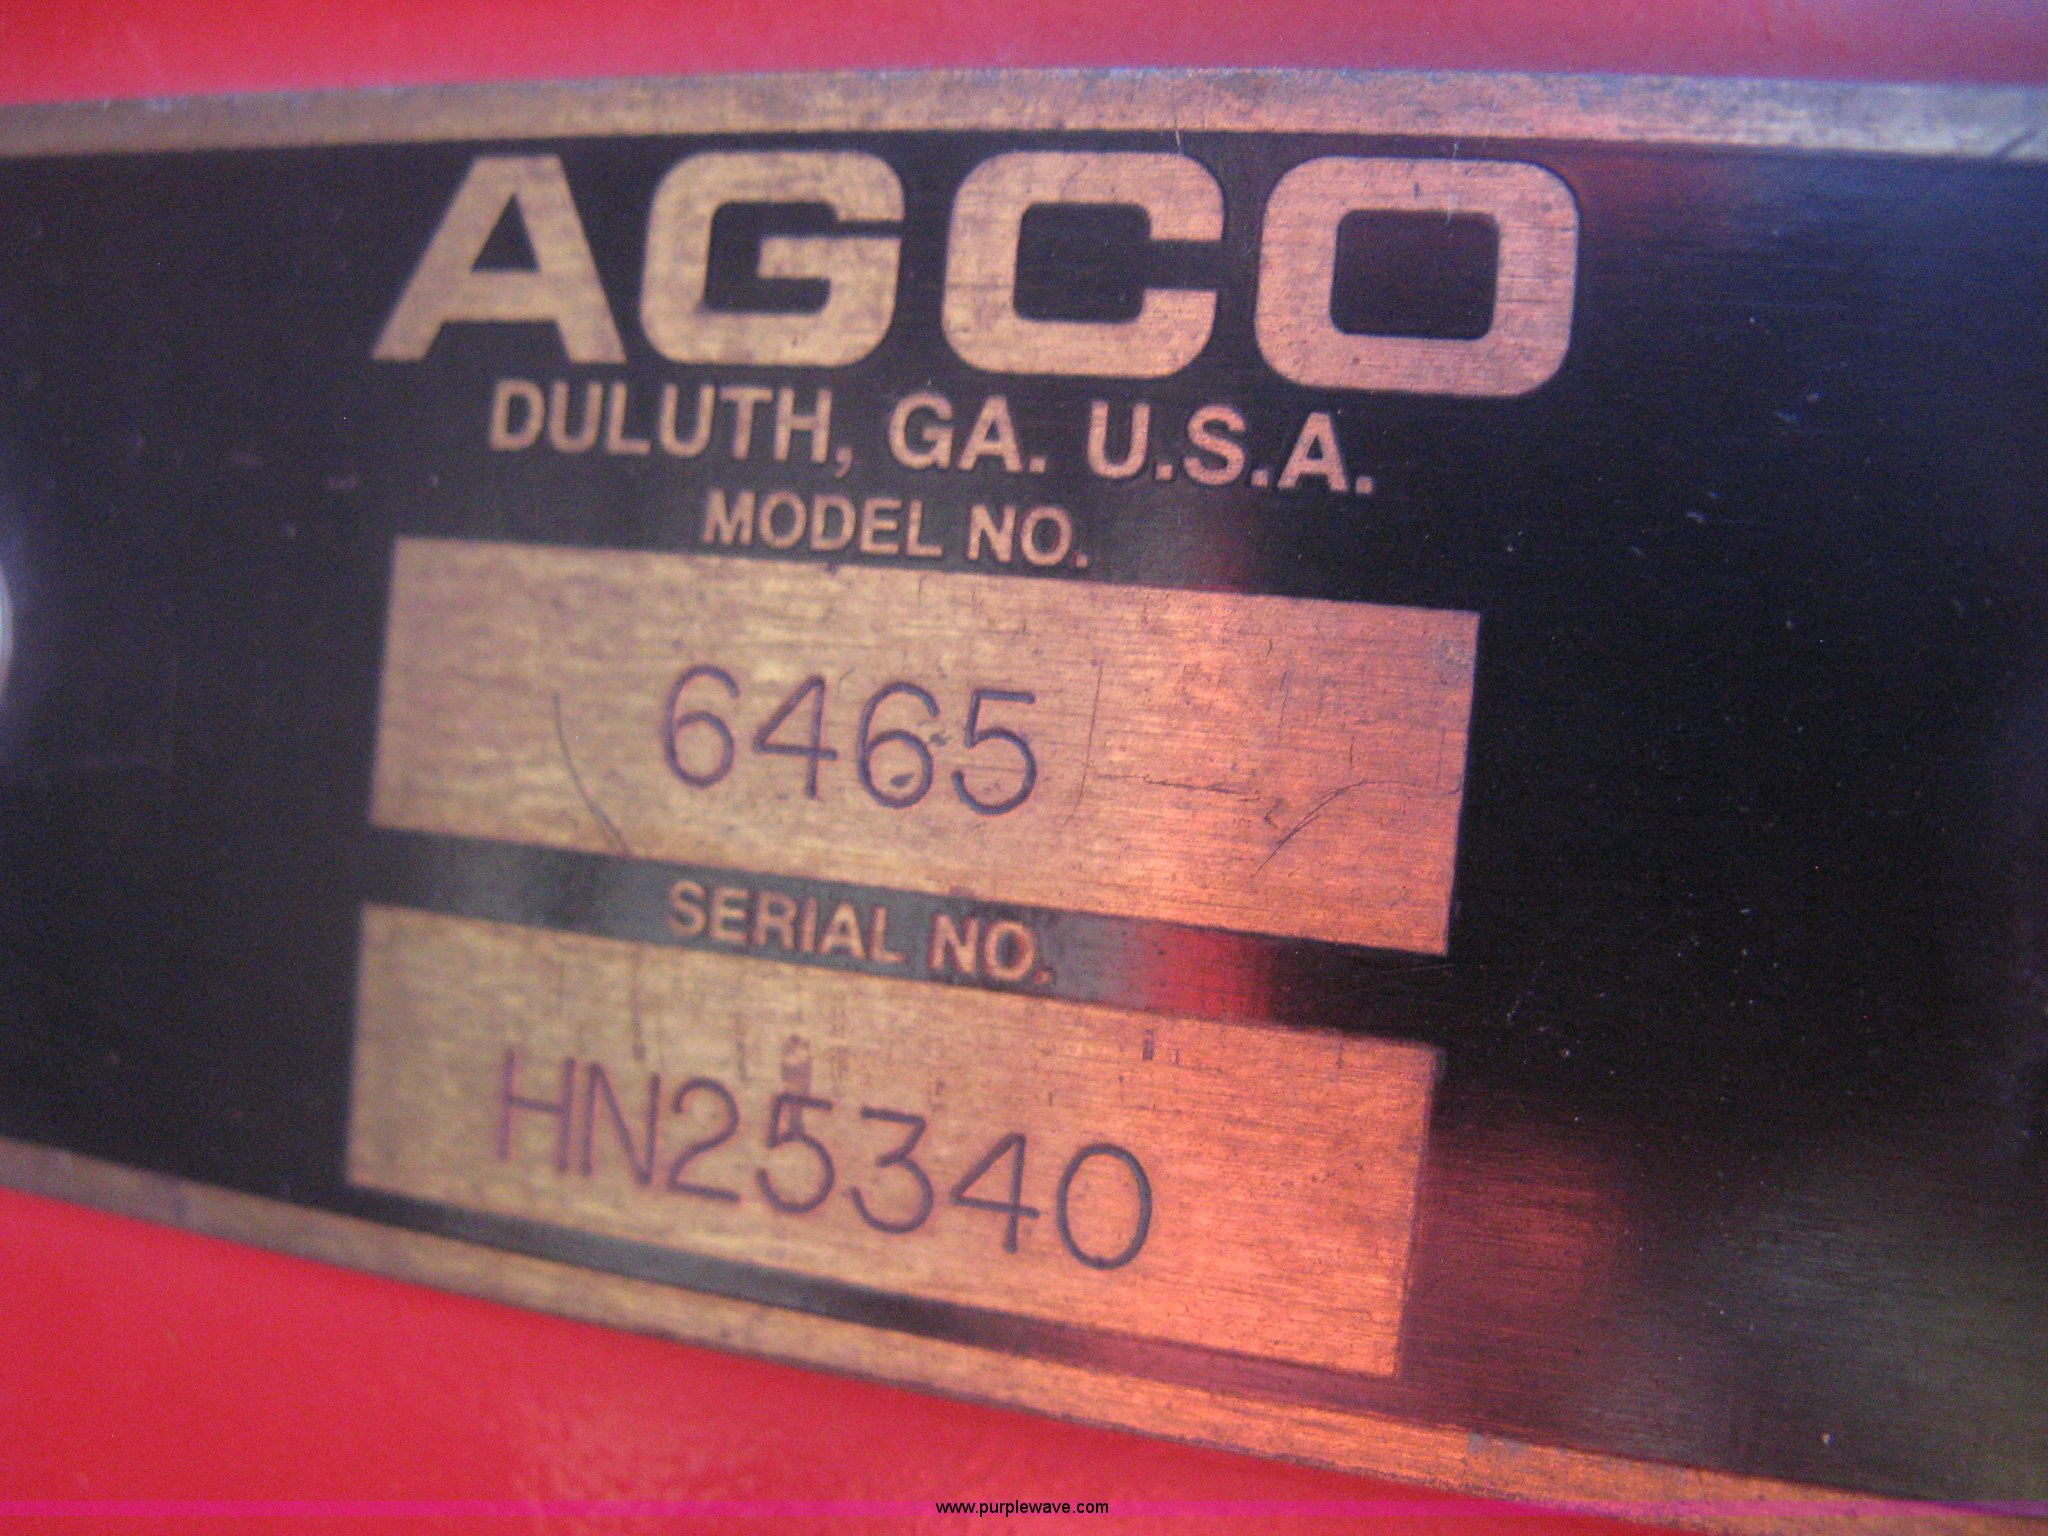 AGCO
DULUTH, GA. U.S.A.
MODEL NO.
6465
SERIAL NO.
HN25340
www.purplewave.com